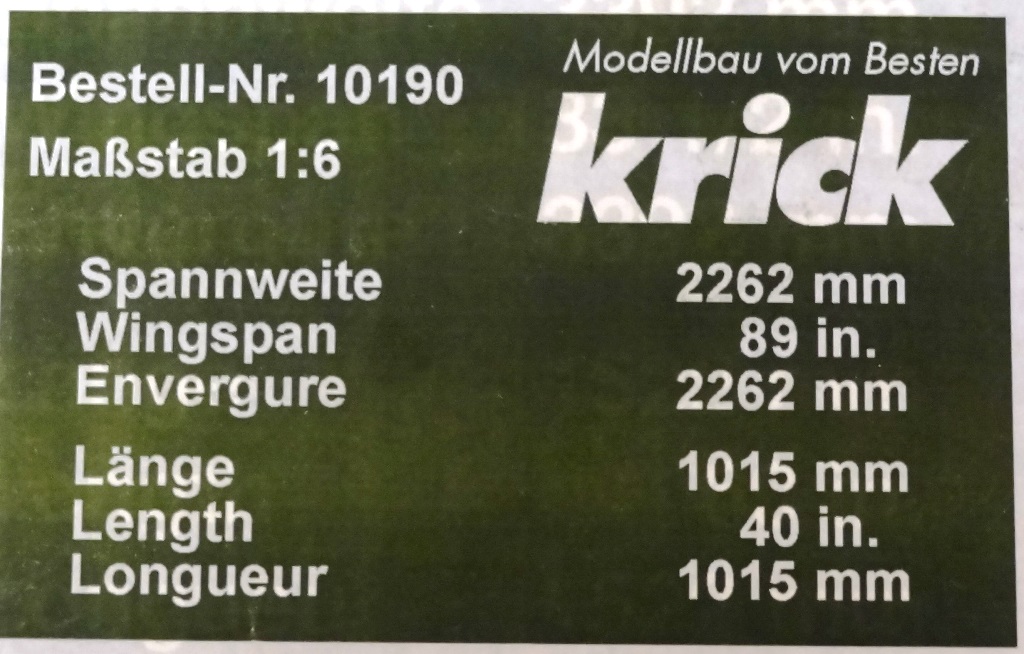 Bestell-Nr. 10190
Maßstab 1:6
Modellbau vom Besten
krick
Spannweite 2262 mm
Wingspan 89 in.
Envergure 2262 mm
Länge 1015 mm
Length 40 in.
Longueur 1015 mm